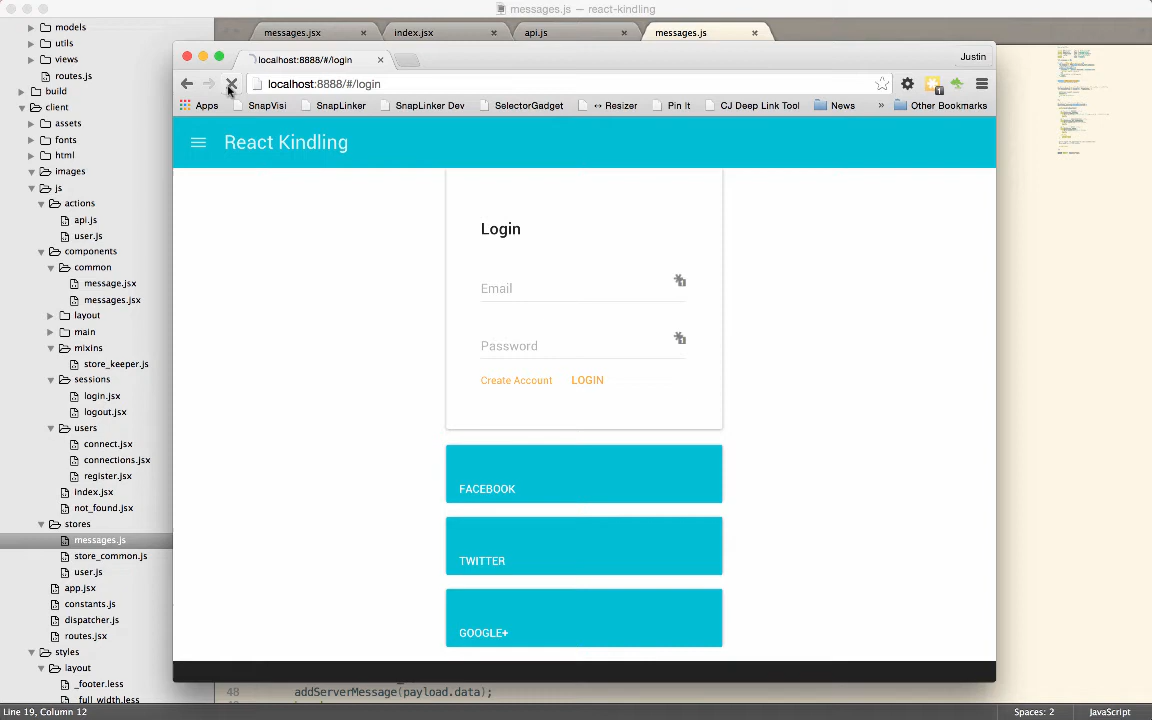 messages.js — react-kindling
models
utils
views
routes.js
build
client
assets
fonts
html
images
js
actions
api.js
user.js
components
common
message.jsx
messages.jsx
layout
main
mixins
store_keeper.js
sessions
login.jsx
logout.jsx
users
connect.jsx
connections.jsx
register.jsx
index.jsx
not_found.jsx
stores
messages.js
store_common.js
user.js
app.jsx
constants.js
dispatcher.js
routes.jsx
styles
layout
_footer.less
_full_width.less
messages.jsx
index.jsx
api.js
messages.js
localhost:8888/#/login
Justin
localhost:8888/#/login
Apps
SnapVisi
SnapLinker
SnapLinker Dev
SelectorGadget
↔ Resizer
Pin It
CJ Deep Link Tool
News
»
Other Bookmarks
React Kindling
Login
Email
Password
Create Account
LOGIN
FACEBOOK
TWITTER
GOOGLE+
48 addServerMessage(payload.data);
Line 19, Column 12
Spaces: 2
JavaScript